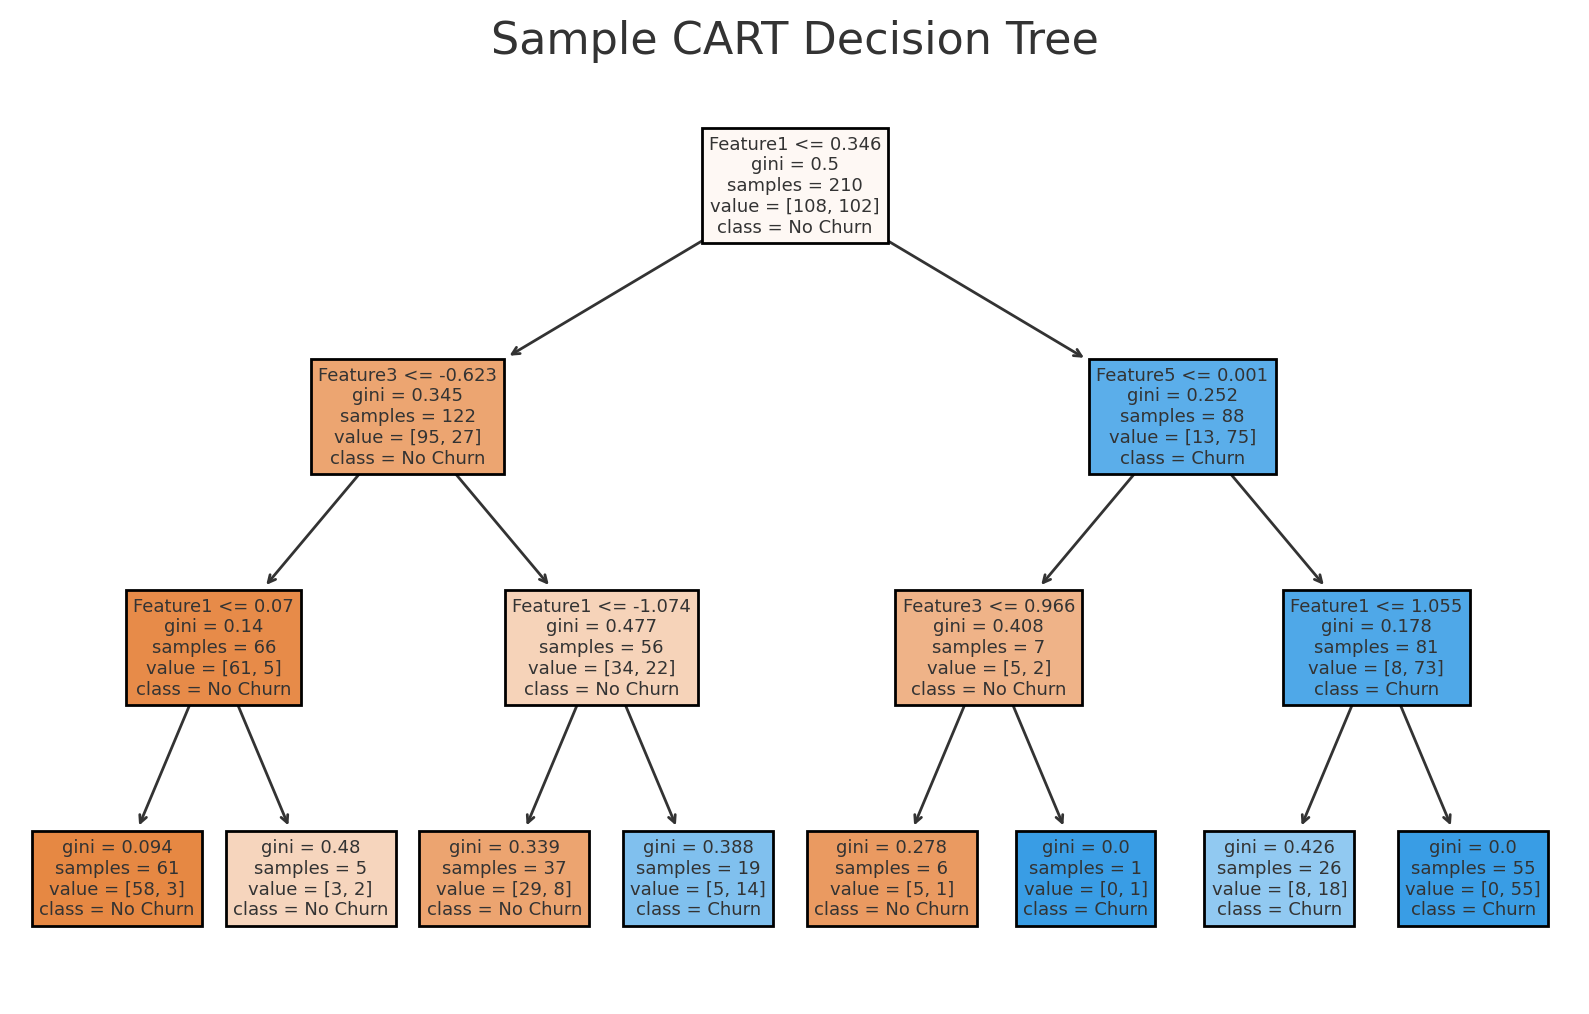 Sample CART Decision Tree
Feature1 <= 0.346
gini = 0.5
samples = 210
value = [108, 102]
class = No Churn
Feature3 <= -0.623
gini = 0.345
samples = 122
value = [95, 27]
class = No Churn
Feature5 <= 0.001
gini = 0.252
samples = 88
value = [13, 75]
class = Churn
Feature1 <= 0.07
gini = 0.14
samples = 66
value = [61, 5]
class = No Churn
Feature1 <= -1.074
gini = 0.477
samples = 56
value = [34, 22]
class = No Churn
Feature3 <= 0.966
gini = 0.408
samples = 7
value = [5, 2]
class = No Churn
Feature1 <= 1.055
gini = 0.178
samples = 81
value = [8, 73]
class = Churn
gini = 0.094
samples = 61
value = [58, 3]
class = No Churn
gini = 0.48
samples = 5
value = [3, 2]
class = No Churn
gini = 0.339
samples = 37
value = [29, 8]
class = No Churn
gini = 0.388
samples = 19
value = [5, 14]
class = Churn
gini = 0.278
samples = 6
value = [5, 1]
class = No Churn
gini = 0.0
samples = 1
value = [0, 1]
class = Churn
gini = 0.426
samples = 26
value = [8, 18]
class = Churn
gini = 0.0
samples = 55
value = [0, 55]
class = Churn